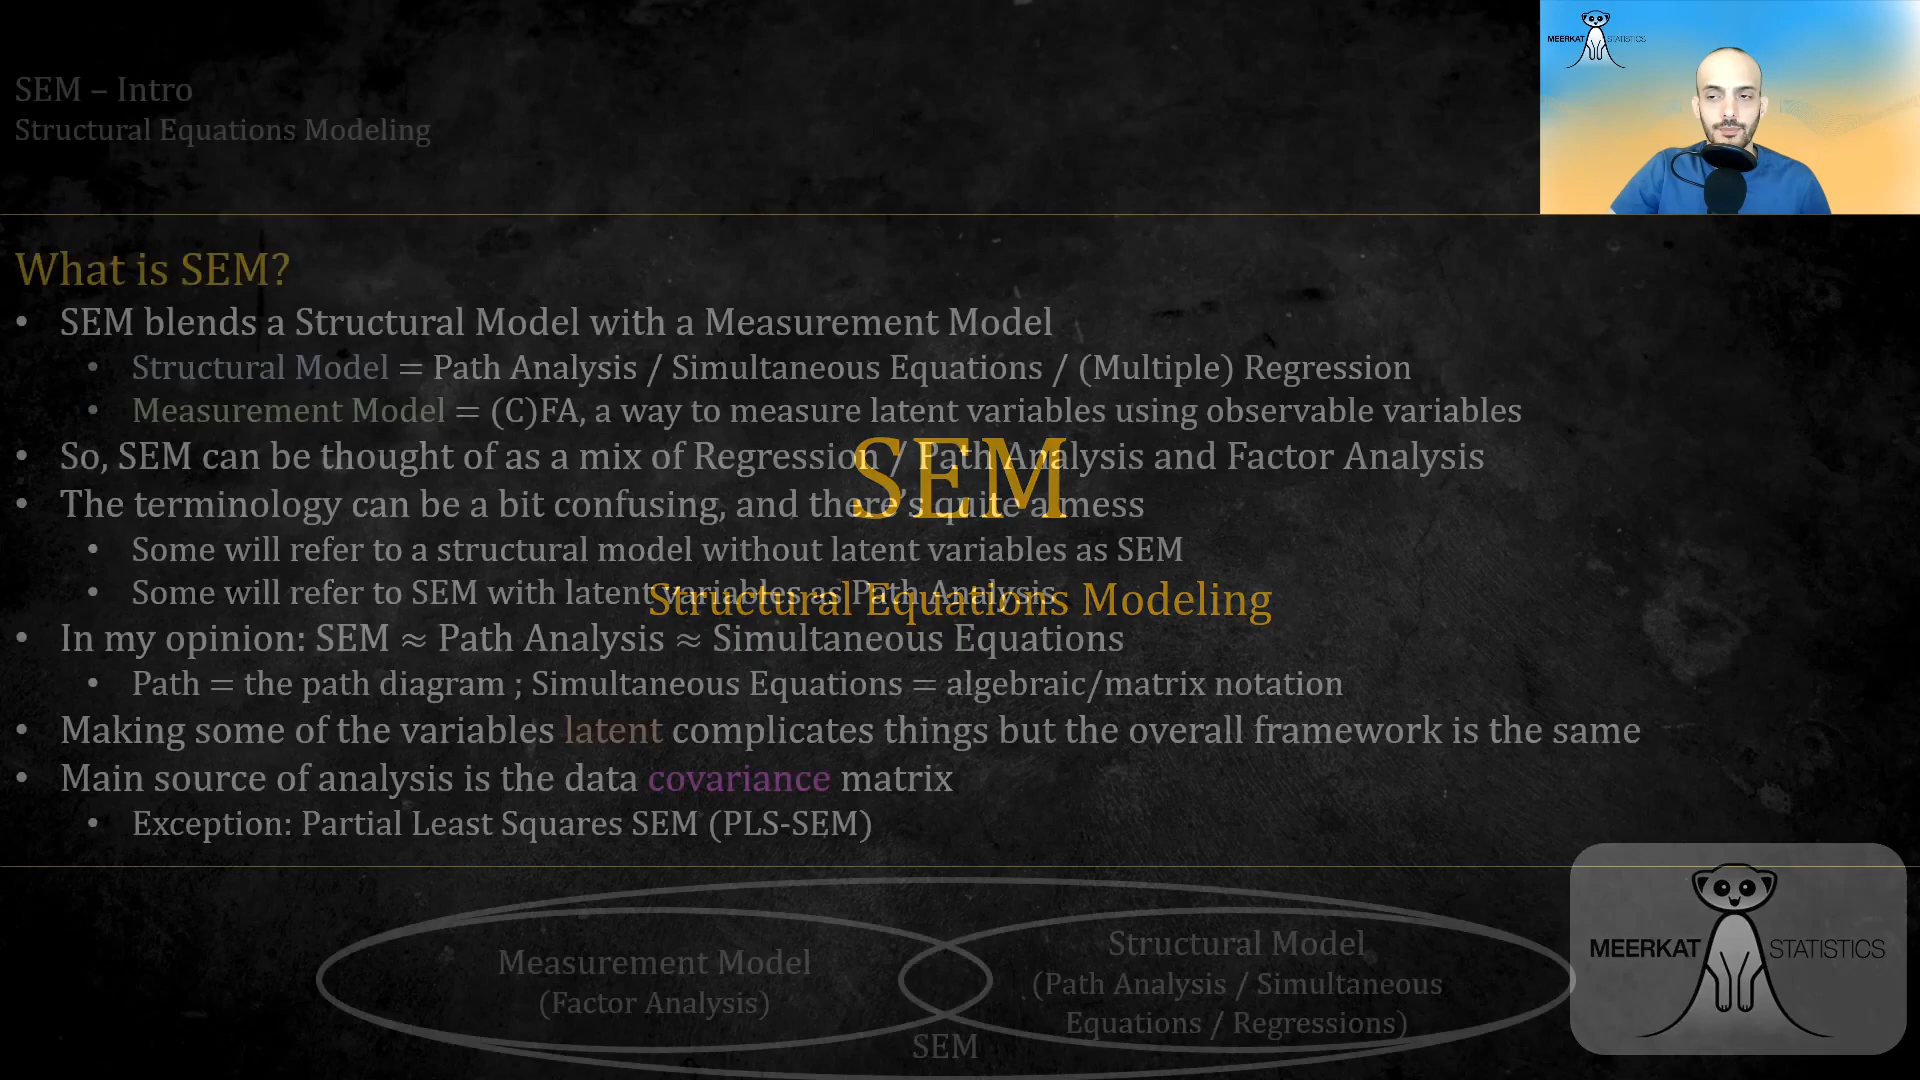 SEM – Intro
Structural Equations Modeling
MEERKAT STATISTICS
What is SEM?
• SEM blends a Structural Model with a Measurement Model
• Structural Model = Path Analysis / Simultaneous Equations / (Multiple) Regression
• Measurement Model = (C)FA, a way to measure latent variables using observable variables
• So, SEM can be thought of as a mix of Regression / Path Analysis and Factor Analysis
SEM
• The terminology can be a bit confusing, and there's quite a mess
• Some will refer to a structural model without latent variables as SEM
• Some will refer to SEM with latent variables as Path Analysis
Structural Equations Modeling
• In my opinion: SEM ≈ Path Analysis ≈ Simultaneous Equations
• Path = the path diagram ; Simultaneous Equations = algebraic/matrix notation
• Making some of the variables latent complicates things but the overall framework is the same
• Main source of analysis is the data covariance matrix
• Exception: Partial Least Squares SEM (PLS-SEM)
Measurement Model
(Factor Analysis)
Structural Model
(Path Analysis / Simultaneous
Equations / Regressions)
SEM
MEERKAT STATISTICS